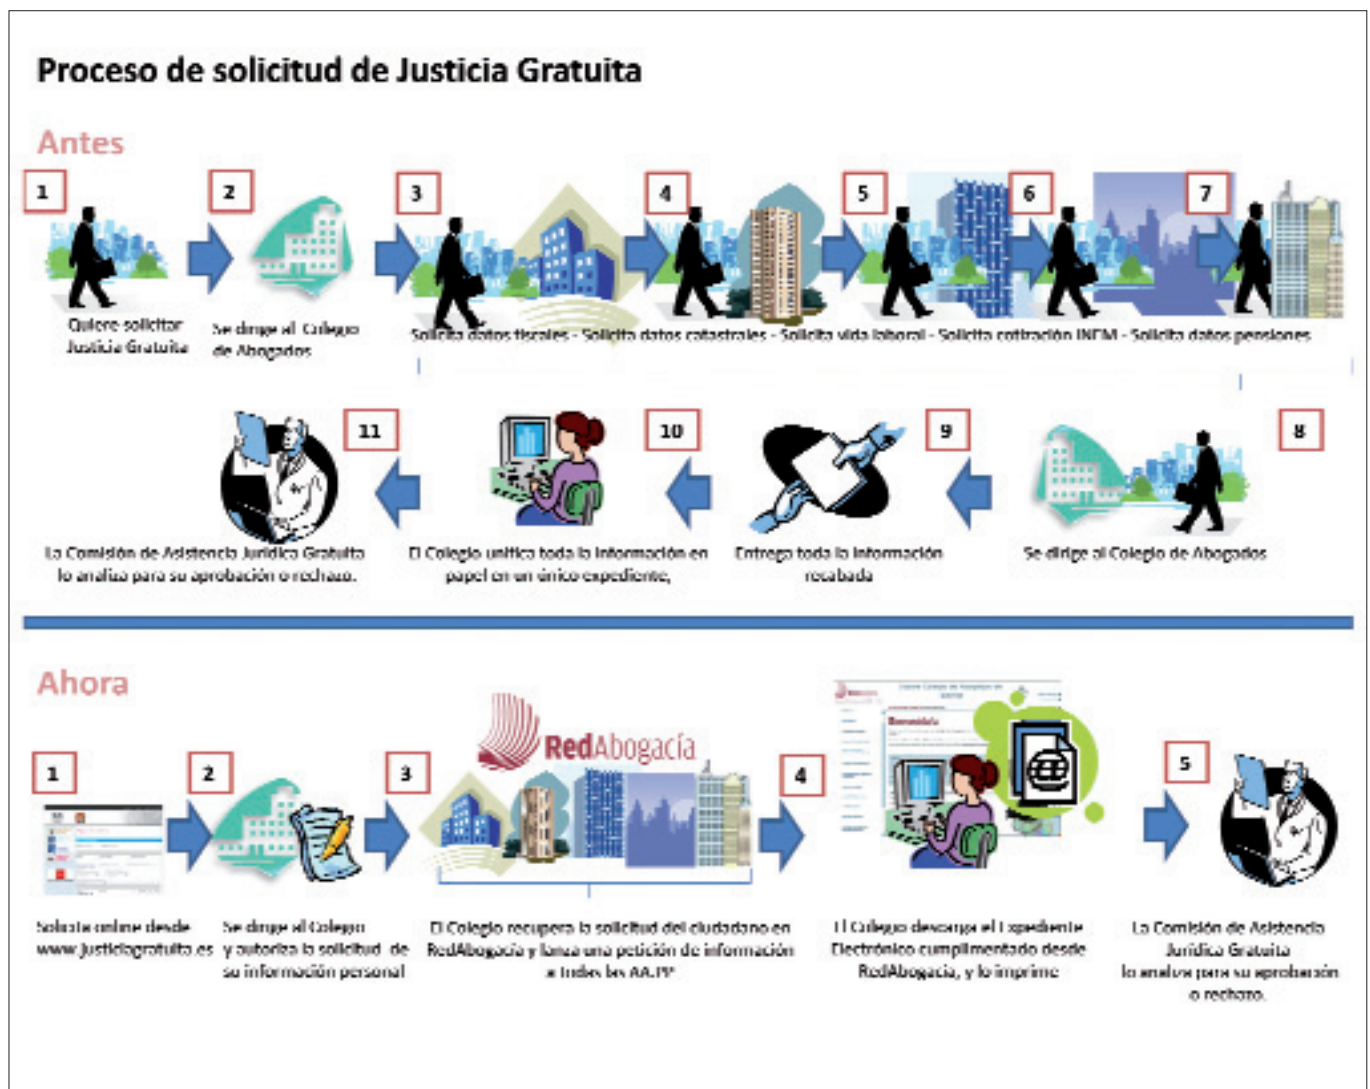 Proceso de solicitud de Justicia Gratuita
Antes
1
2
3
4
5
6
7
Quiere solicitar
Justicia Gratuita
Se dirige al Colegio
de Abogados
Solicita datos fiscales - Solicita datos catastrales - Solicita vida laboral - Solicita cotización INEM - Solicita datos pensiones
11
10
9
8
La Comisión de Asistencia Jurídica Gratuita
lo analiza para su aprobación o rechazo.
El Colegio unifica toda la información en
papel en un único expediente,
Entrega toda la información
recabada
Se dirige al Colegio de Abogados
Ahora
1
2
3
RedAbogacía
4
Bienvenido/a
5
Solicita online desde
www.justiciagratuita.es
Se dirige al Colegio
y autoriza la solicitud de
su información personal
El Colegio recupera la solicitud del ciudadano en
RedAbogacía y lanza una petición de información
a todas las AA.PP
El Colegio descarga el Expediente
Electrónico cumplimentado desde
RedAbogacía, y lo imprime
La Comisión de Asistencia
Jurídica Gratuita
lo analiza para su aprobación
o rechazo.